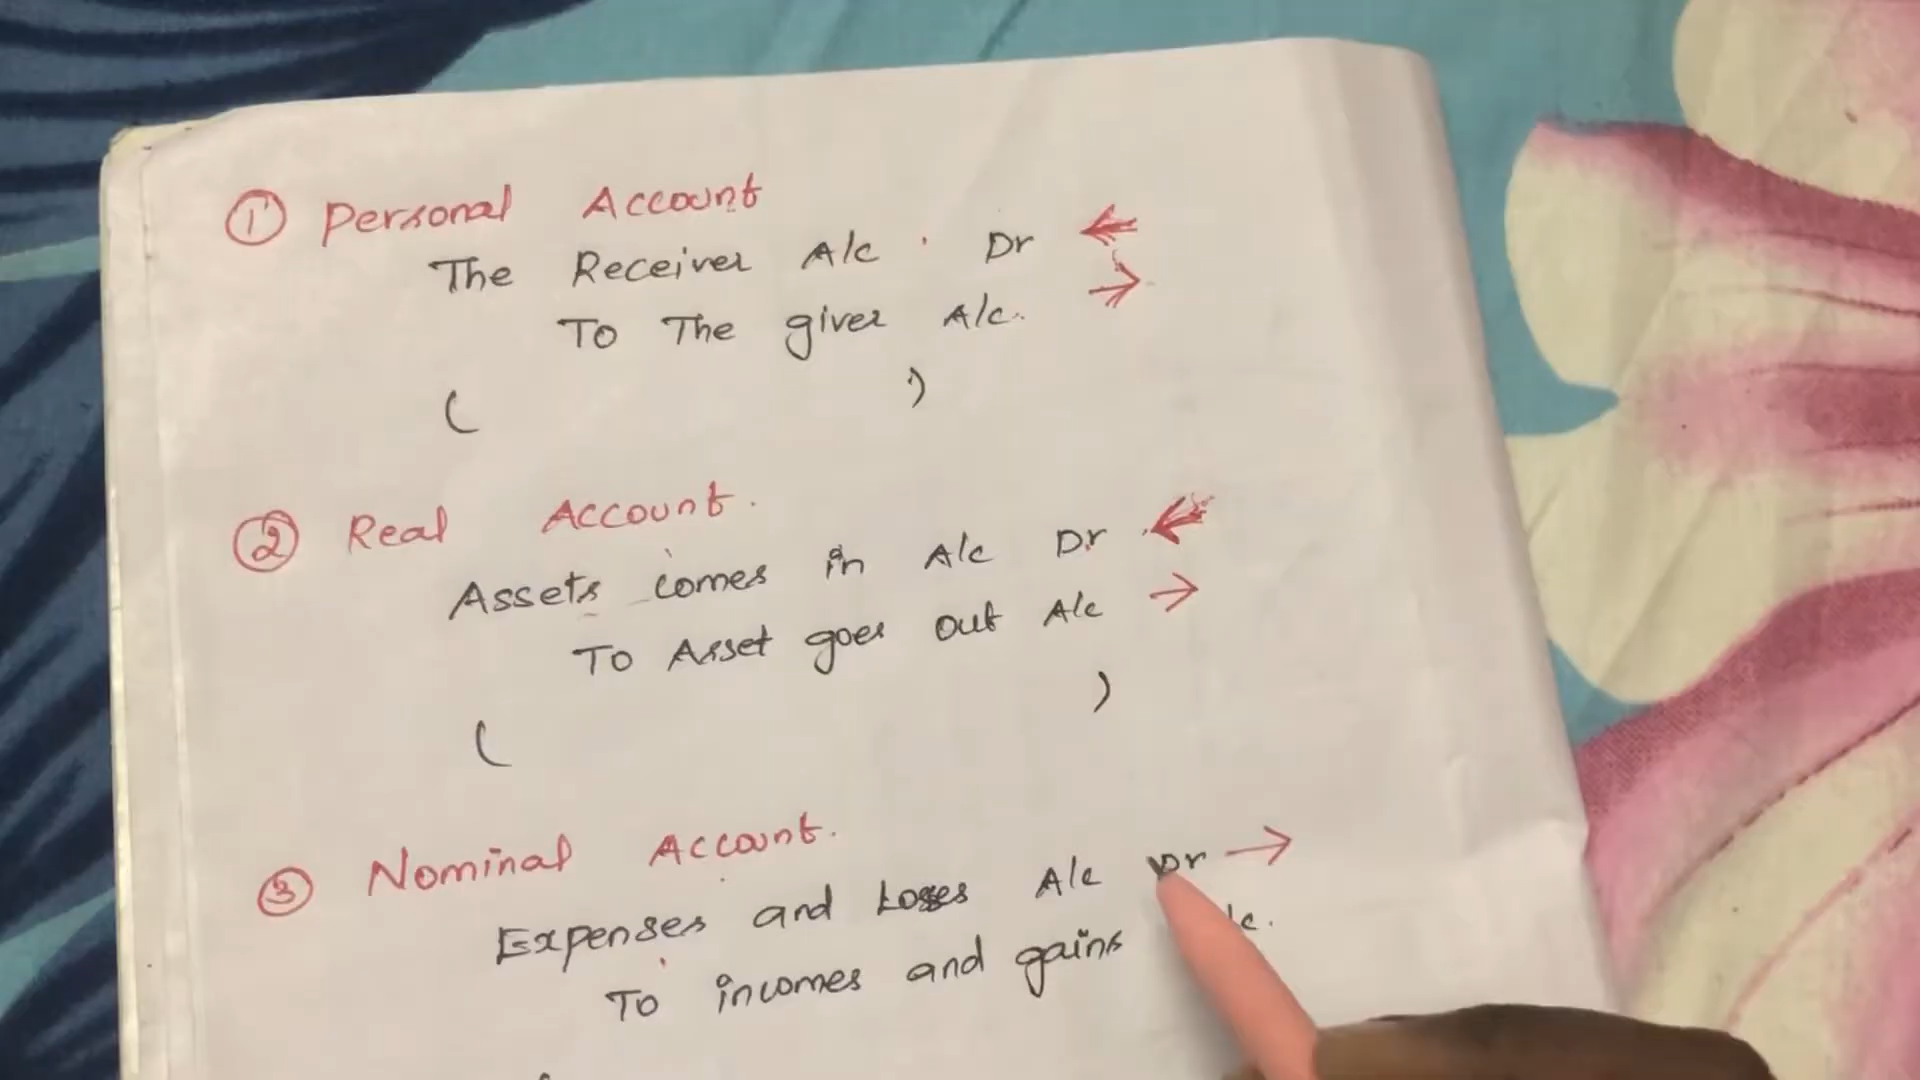 ① Personal Account
The Receiver A/c Dr ←
To The giver A/c. →
( )
② Real Account.
Assets comes in A/c Dr ←
To Asset goes out A/c →
( )
③ Nominal Account.
Expenses and Losses A/c Dr →
To incomes and gains